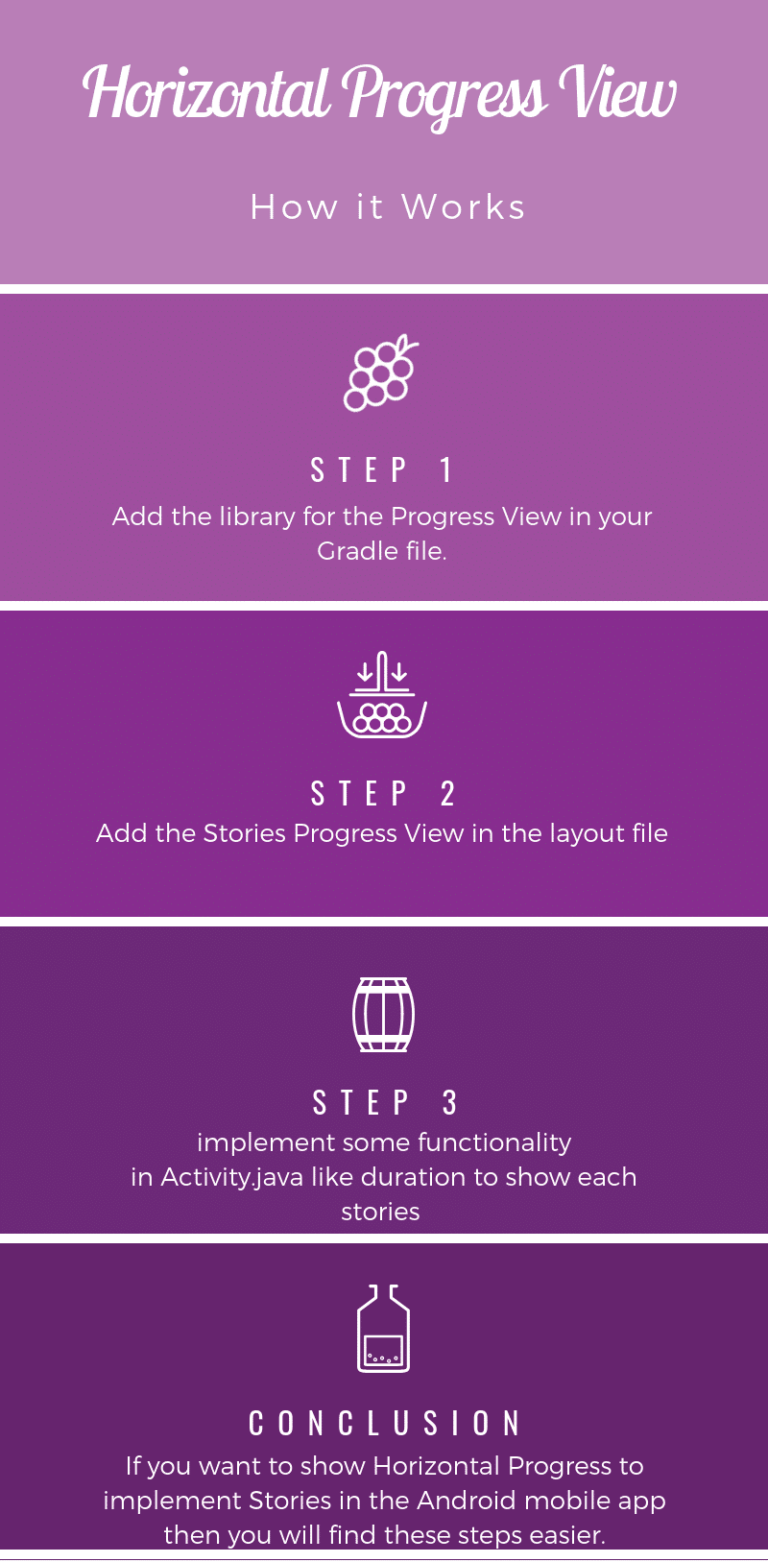 Horizontal Progress View
How it Works
STEP 1
Add the library for the Progress View in your
Gradle file.
STEP 2
Add the Stories Progress View in the layout file
STEP 3
implement some functionality
in Activity.java like duration to show each
stories
CONCLUSION
If you want to show Horizontal Progress to
implement Stories in the Android mobile app
then you will find these steps easier.